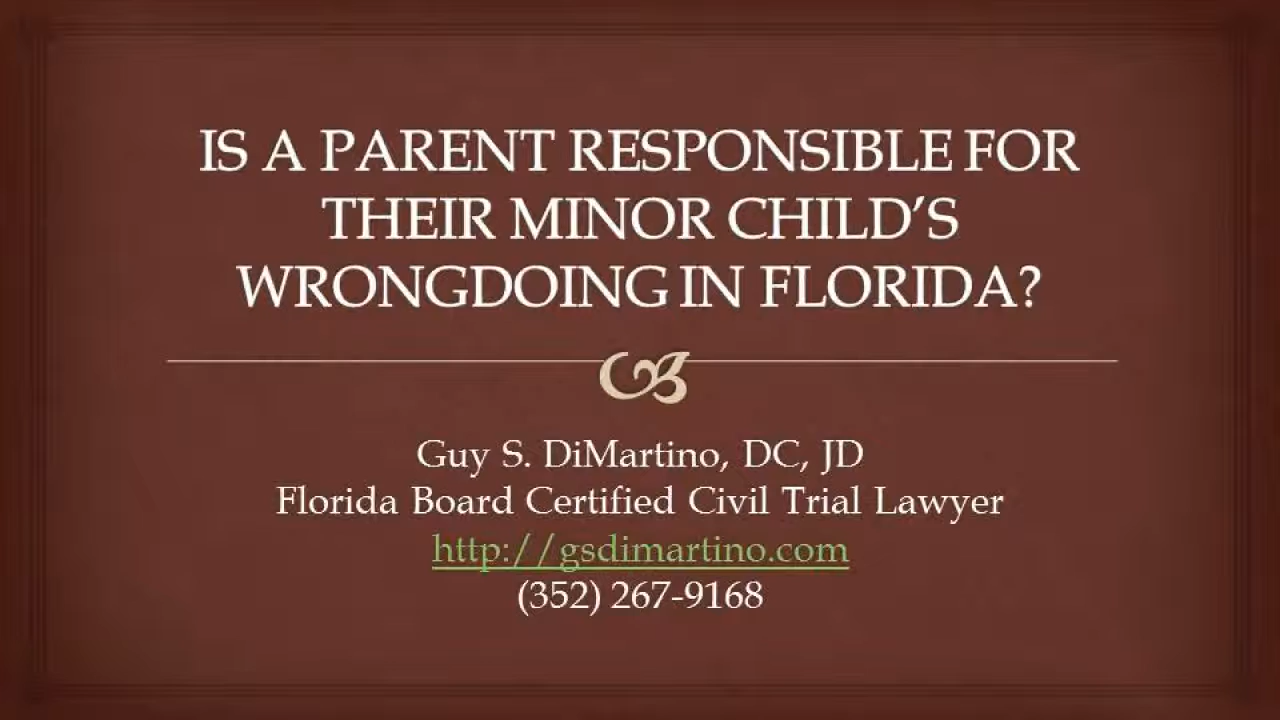 IS A PARENT RESPONSIBLE FOR
THEIR MINOR CHILD’S
WRONGDOING IN FLORIDA?
Guy S. DiMartino, DC, JD
Florida Board Certified Civil Trial Lawyer
http://gsdimartino.com
(352) 267-9168